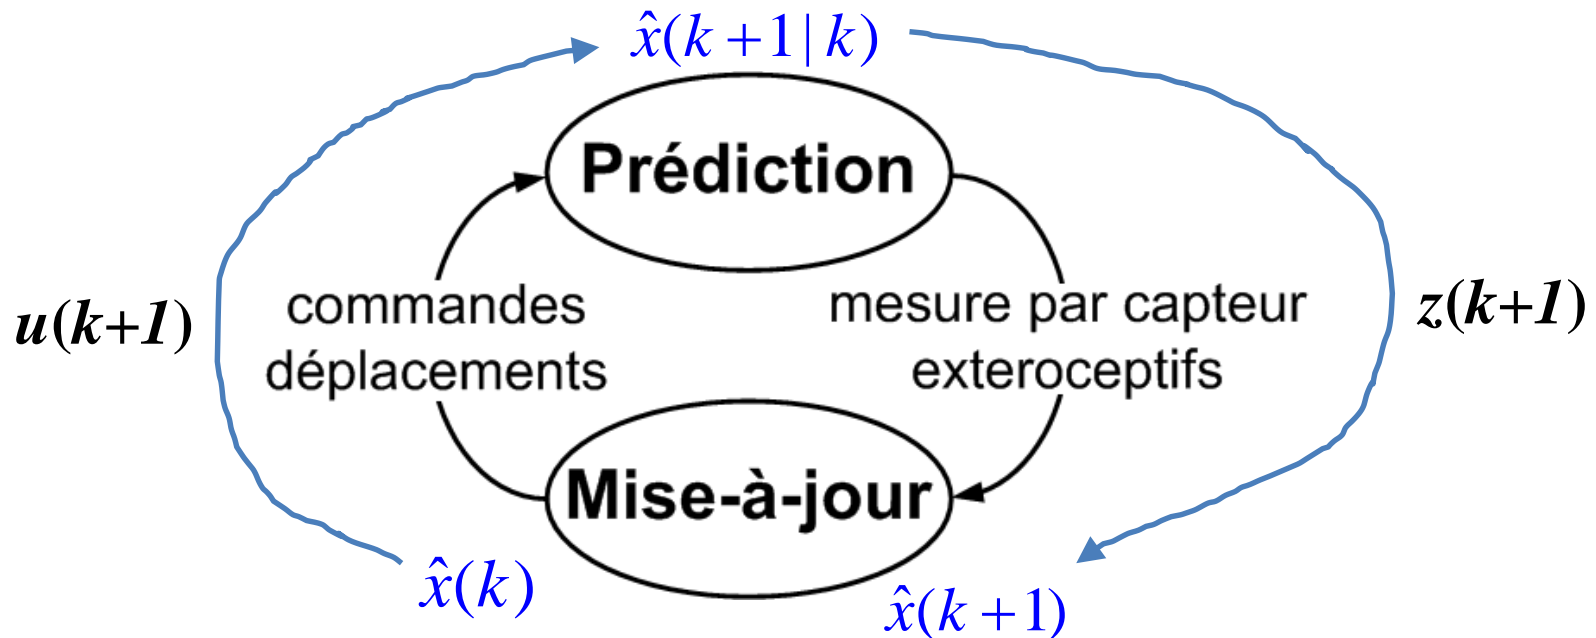 x̂(k+1|k)
Prédiction
commandes
déplacements
u(k+1)
mesure par capteur
exteroceptifs
z(k+1)
Mise-à-jour
x̂(k)
x̂(k+1)